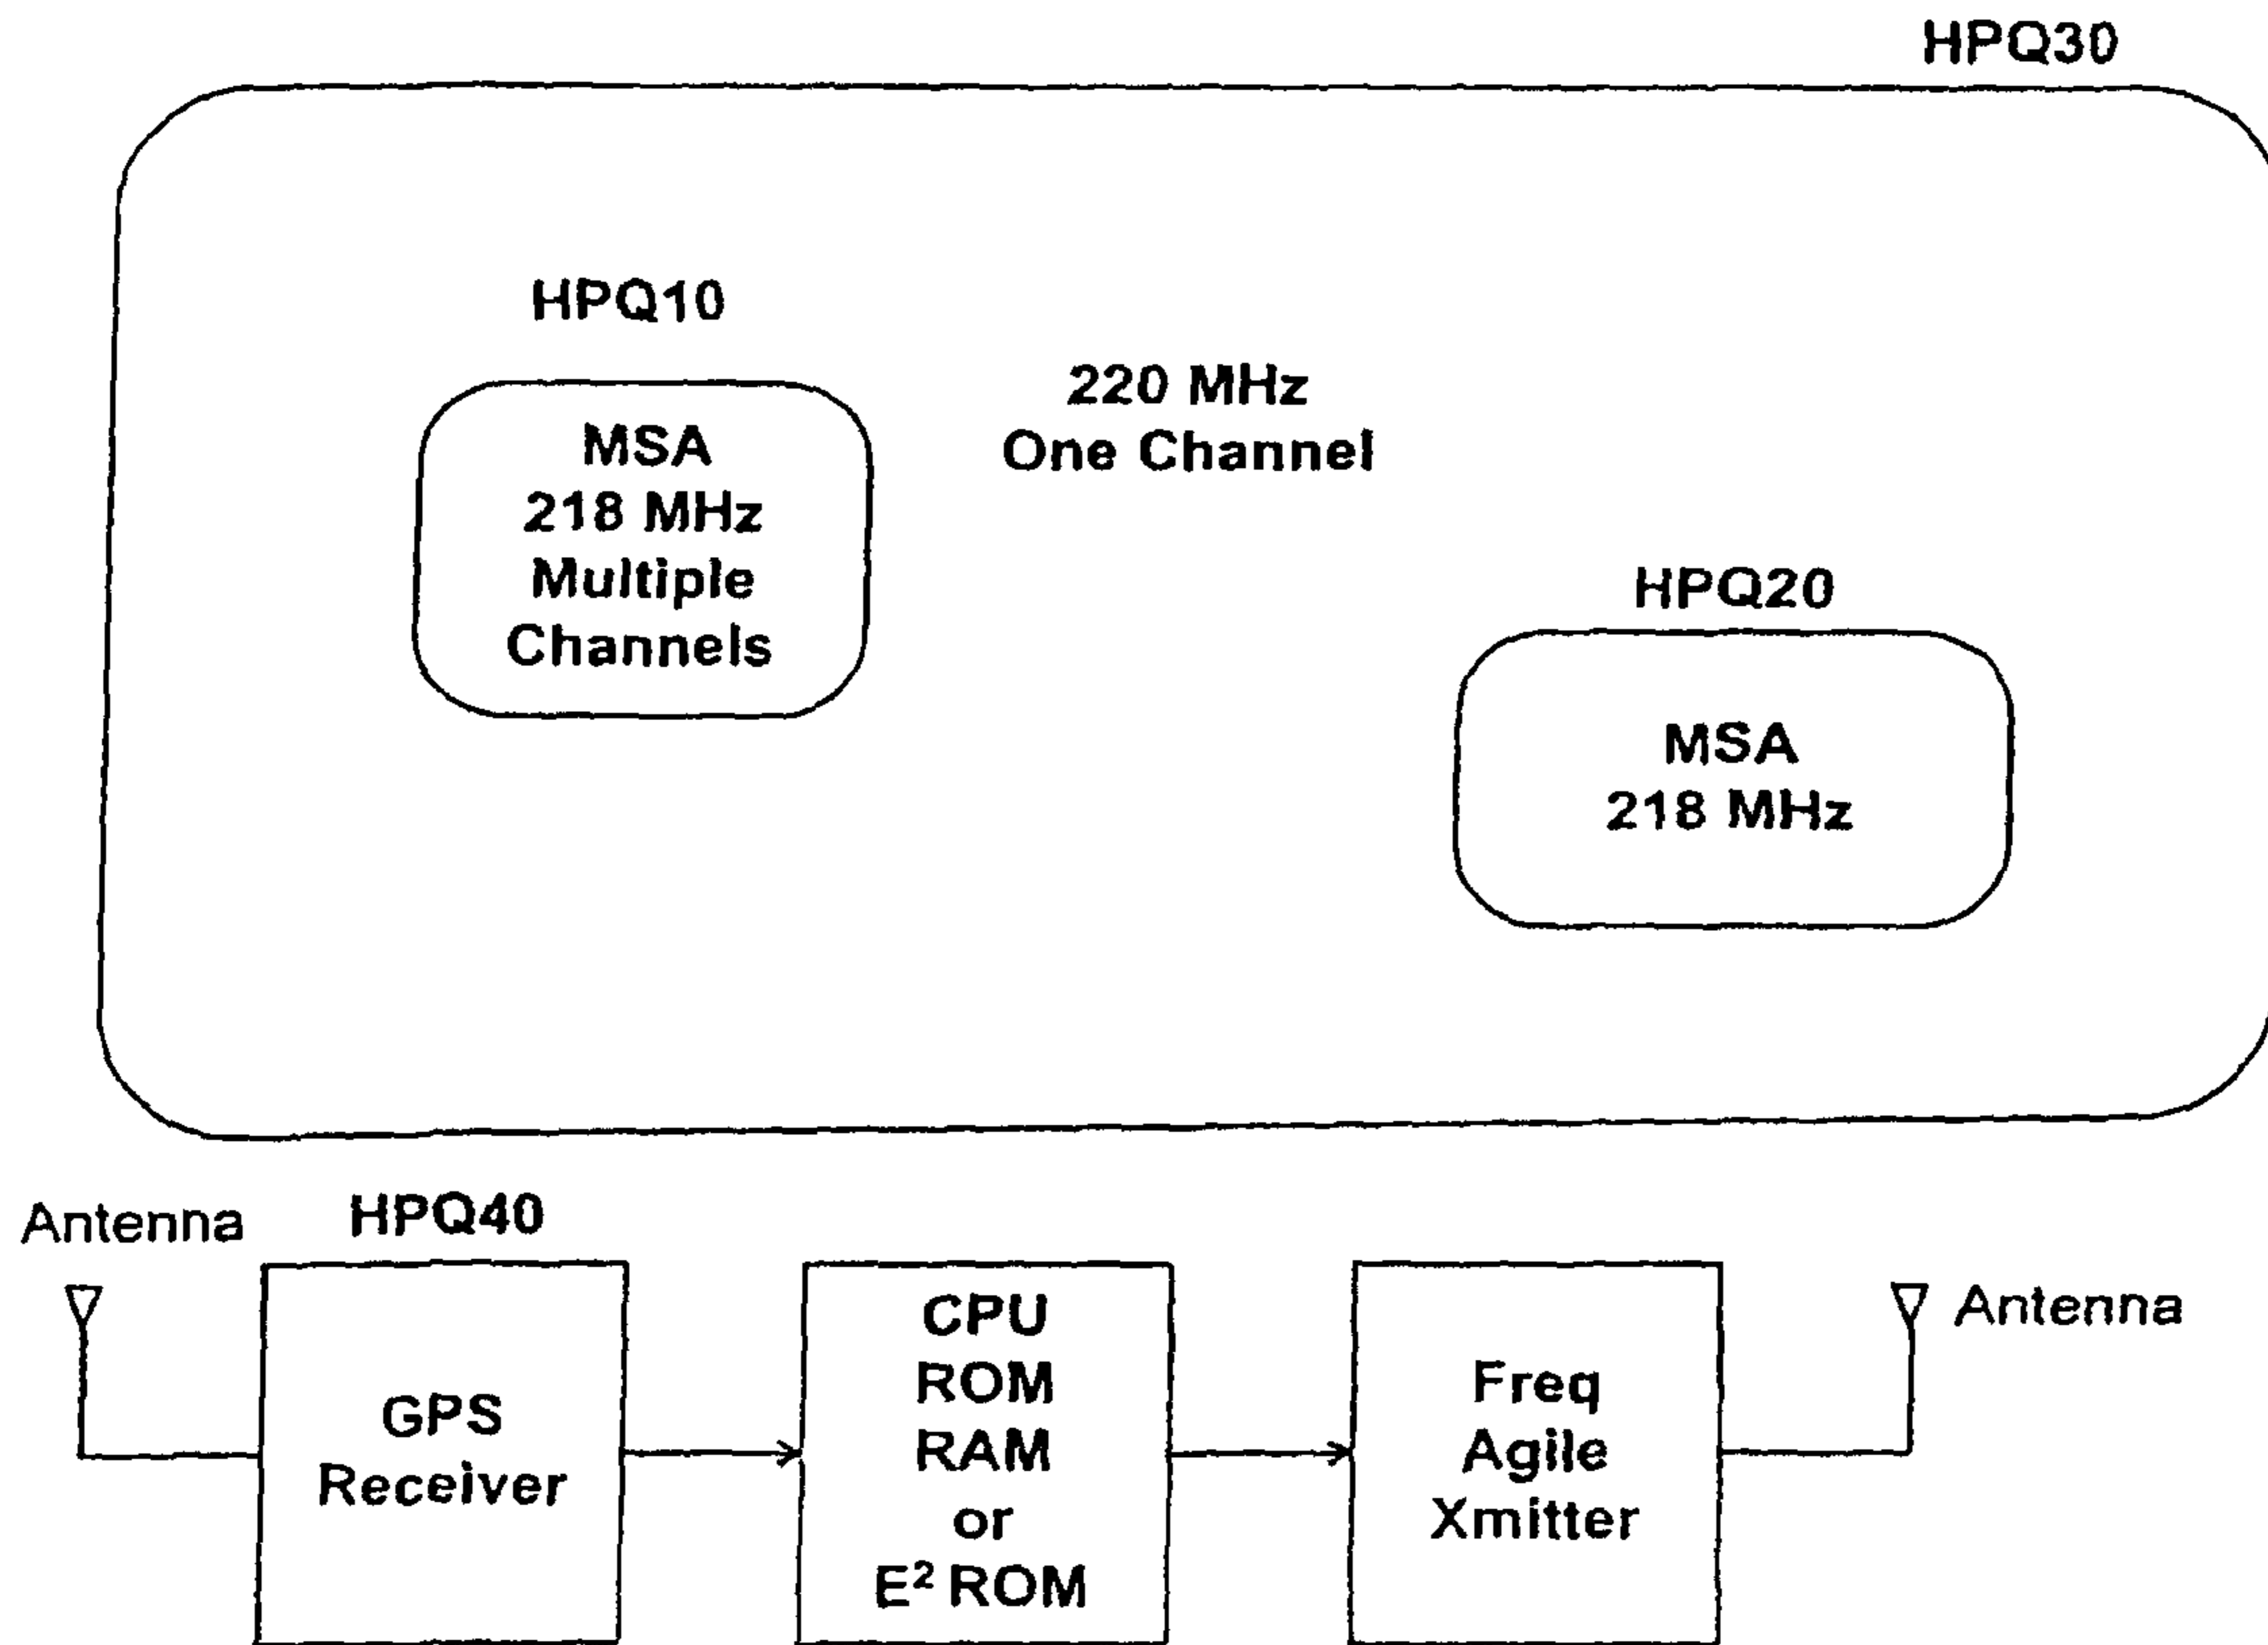 HPQ30
HPQ10
220 MHz
One Channel
MSA
218 MHz
Multiple
Channels
HPQ20
MSA
218 MHz
Antenna
HPQ40
GPS
Receiver
CPU
ROM
RAM
or
E² ROM
Freq
Agile
Xmitter
Antenna